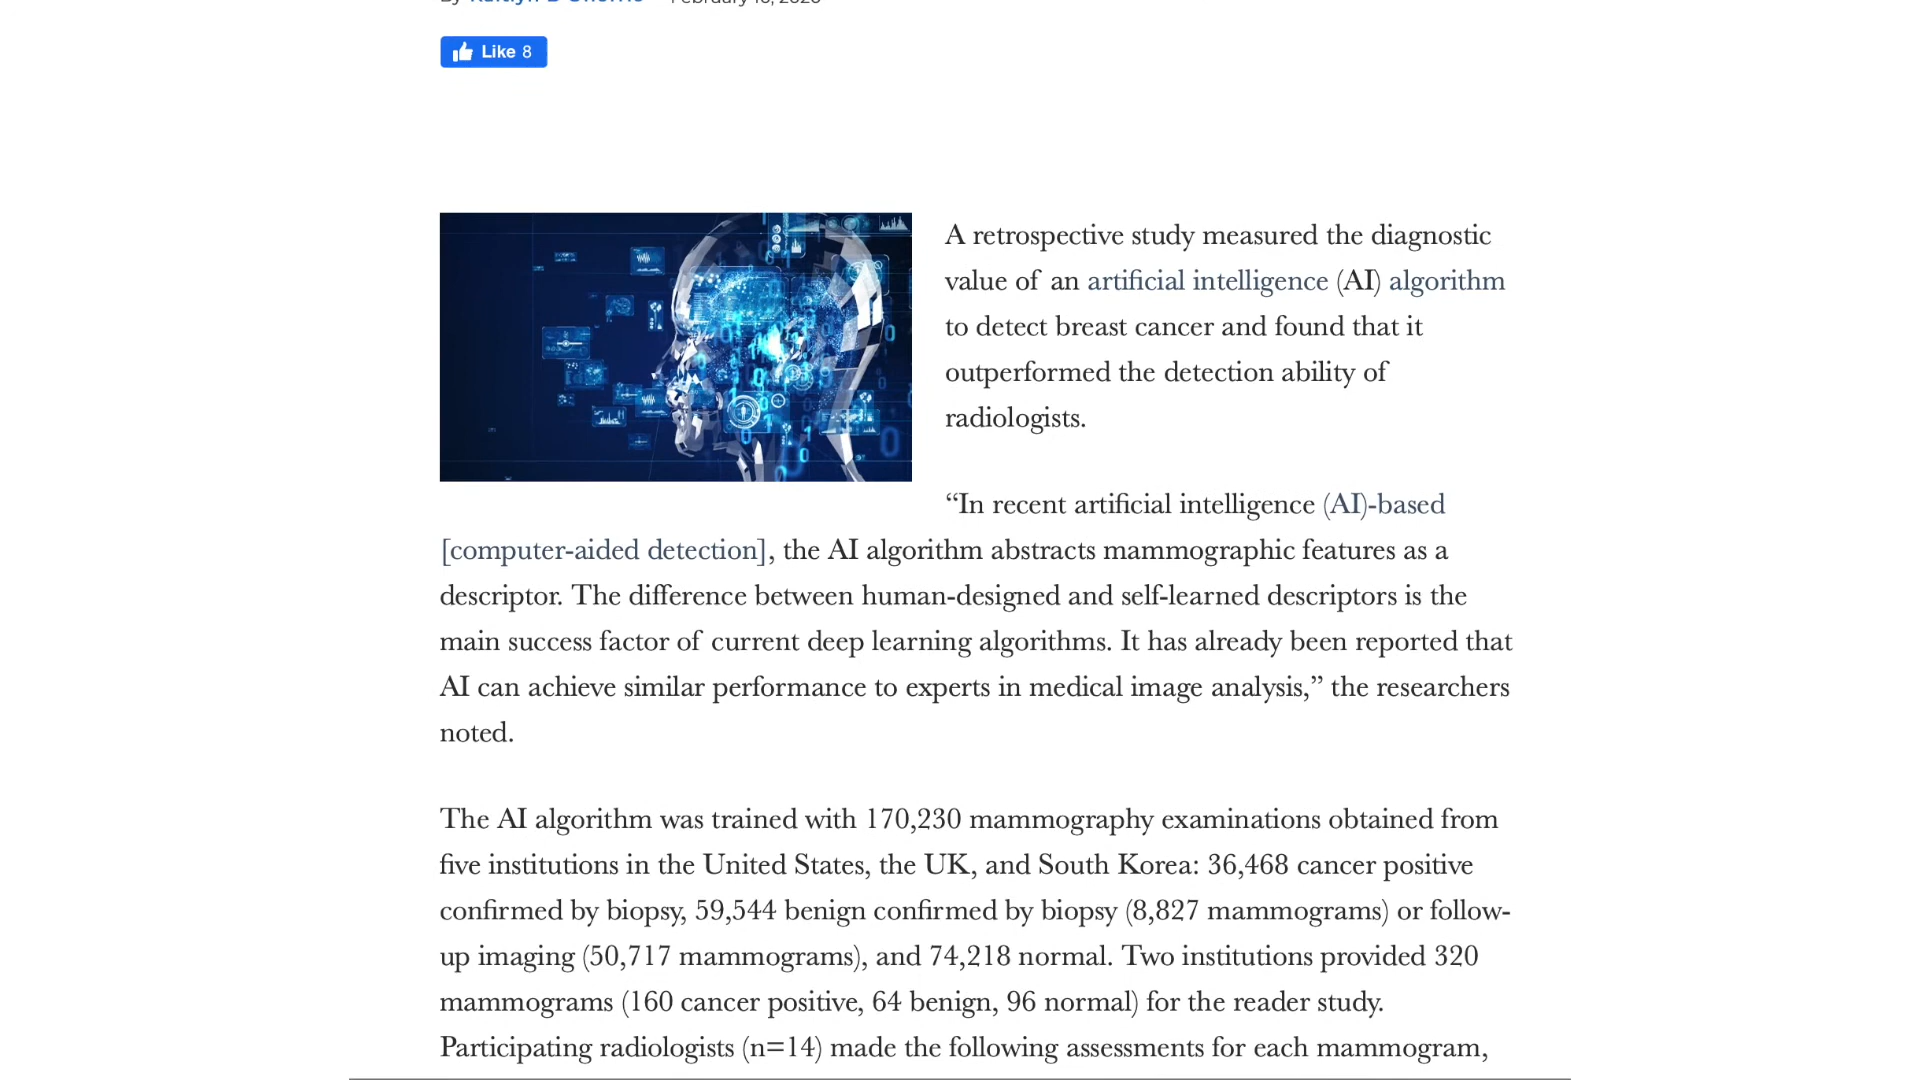 Like 8
A retrospective study measured the diagnostic
value of an artificial intelligence (AI) algorithm
to detect breast cancer and found that it
outperformed the detection ability of
radiologists.
“In recent artificial intelligence (AI)-based
[computer-aided detection], the AI algorithm abstracts mammographic features as a
descriptor. The difference between human-designed and self-learned descriptors is the
main success factor of current deep learning algorithms. It has already been reported that
AI can achieve similar performance to experts in medical image analysis,” the researchers
noted.
The AI algorithm was trained with 170,230 mammography examinations obtained from
five institutions in the United States, the UK, and South Korea: 36,468 cancer positive
confirmed by biopsy, 59,544 benign confirmed by biopsy (8,827 mammograms) or follow-
up imaging (50,717 mammograms), and 74,218 normal. Two institutions provided 320
mammograms (160 cancer positive, 64 benign, 96 normal) for the reader study.
Participating radiologists (n=14) made the following assessments for each mammogram,